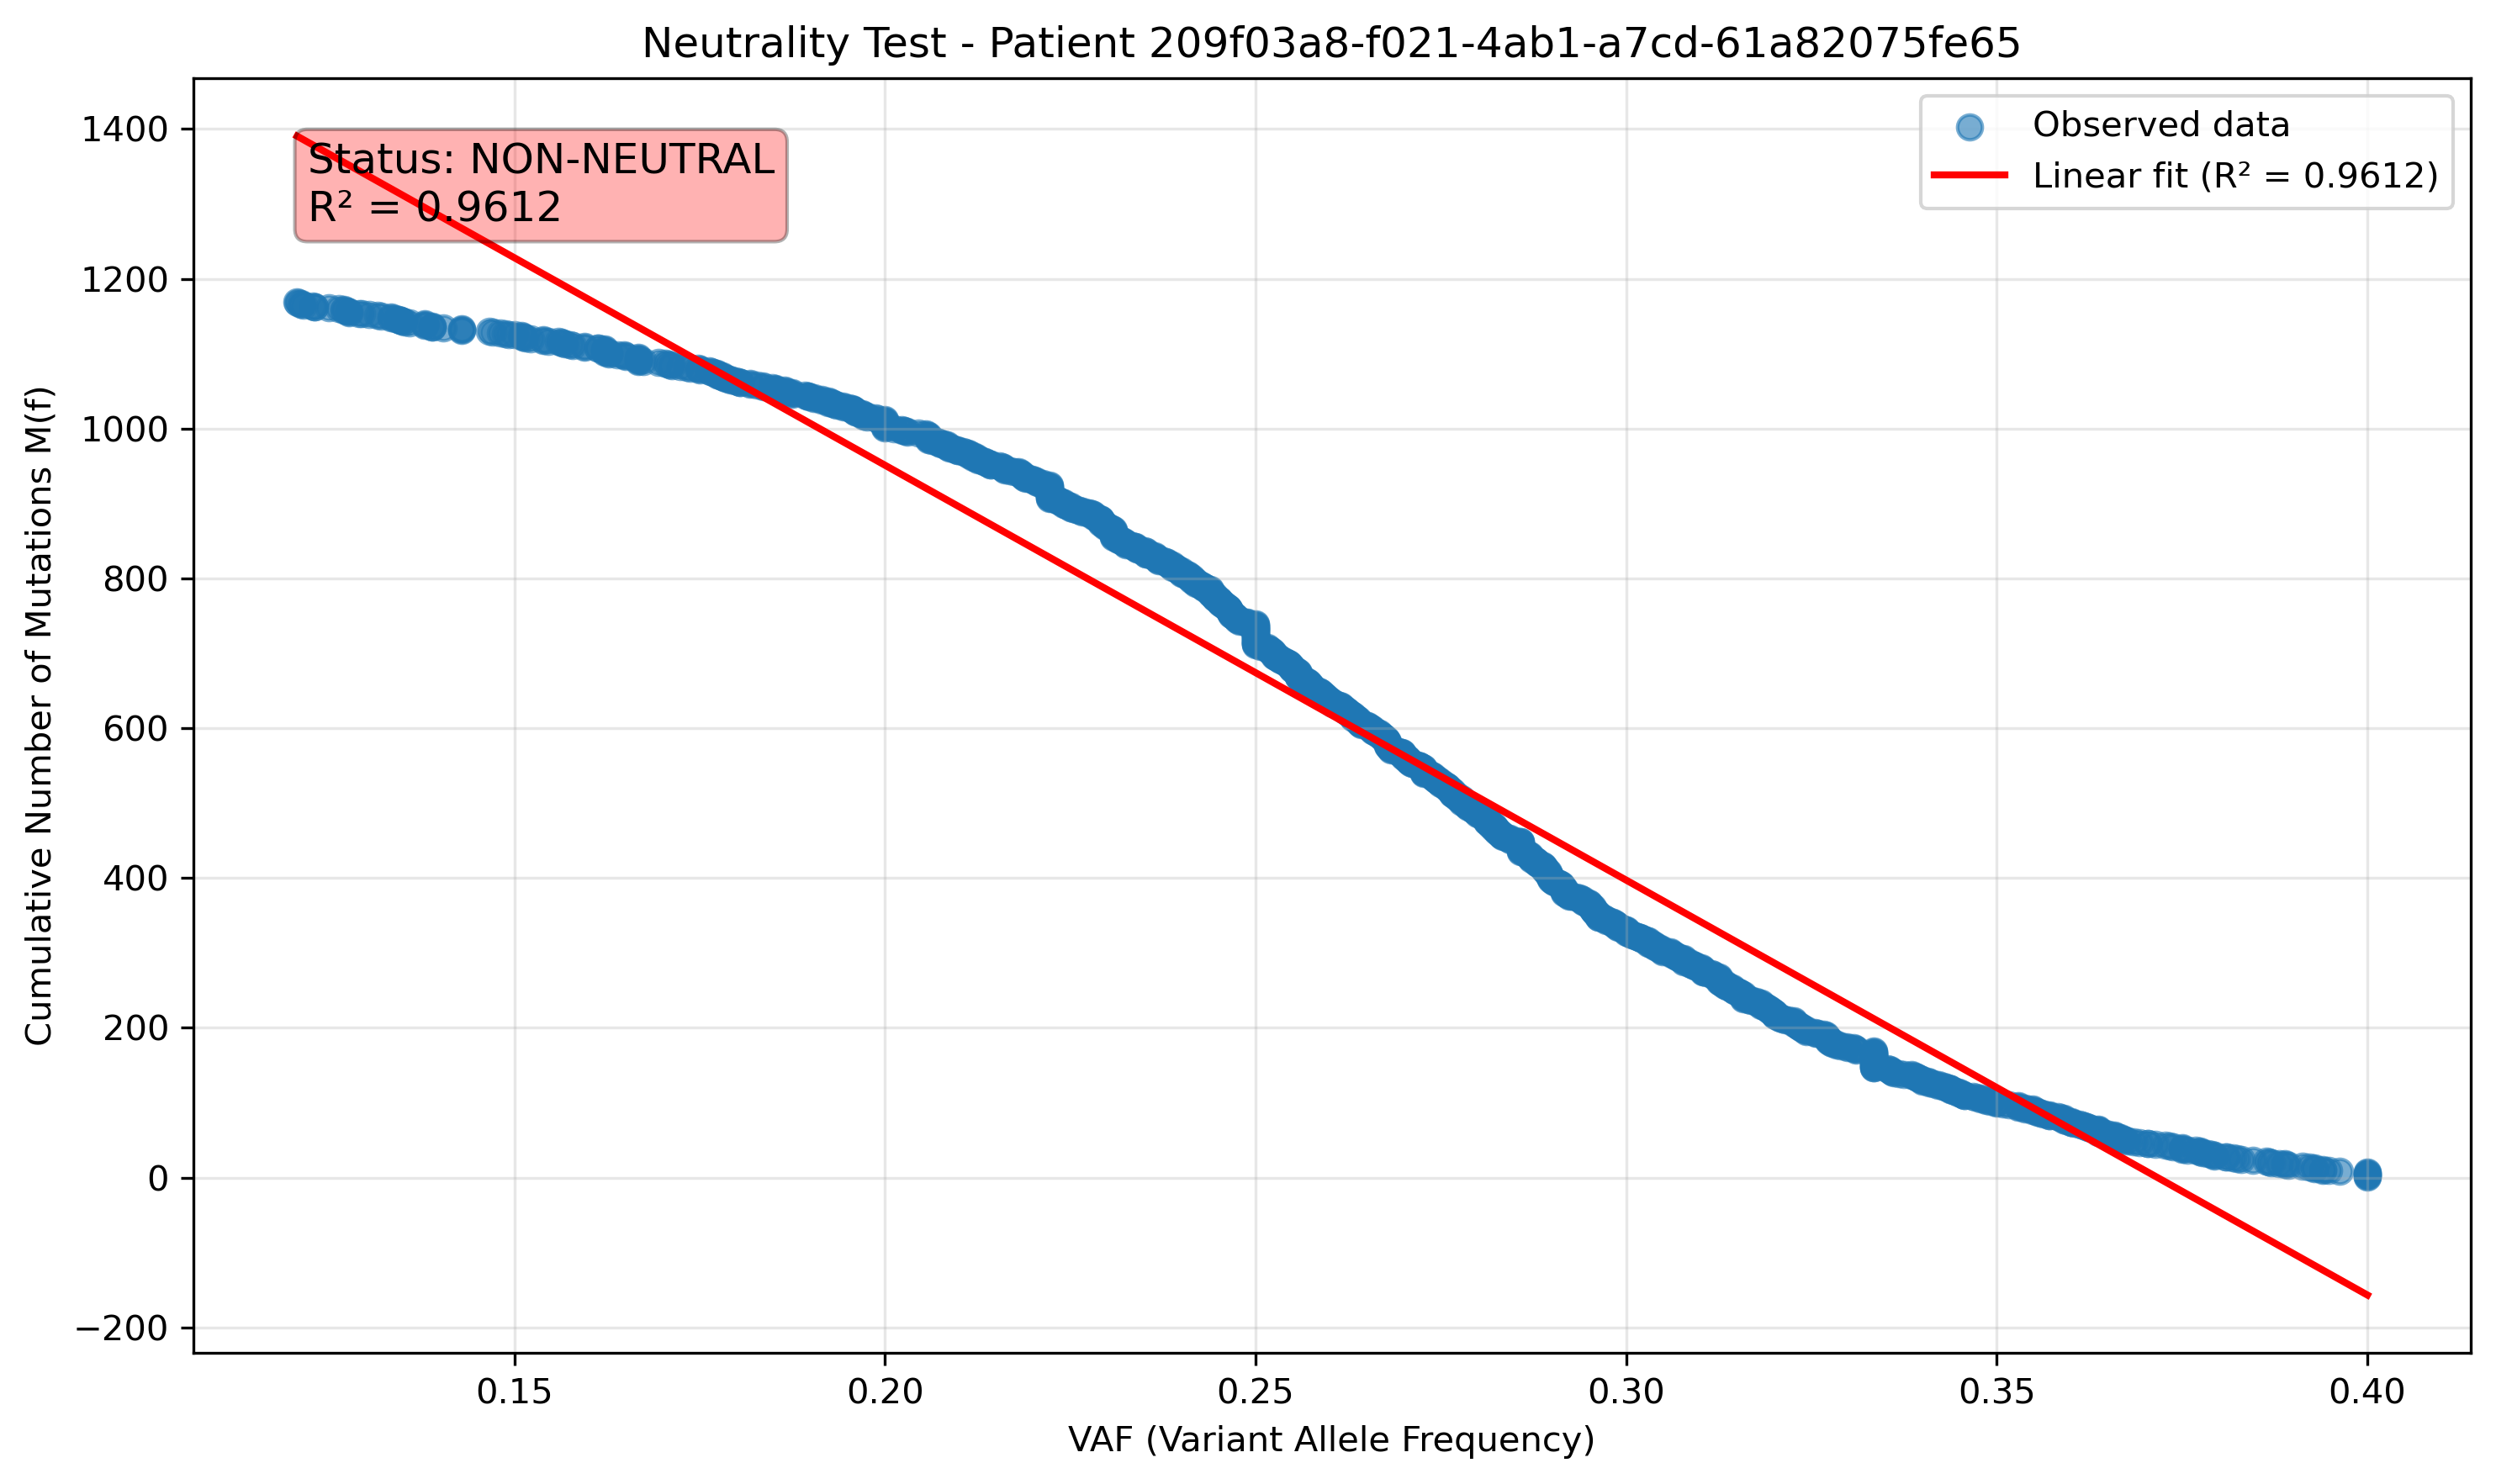 Neutrality Test - Patient 209f03a8-f021-4ab1-a7cd-61a82075fe65
Status: NON-NEUTRAL
R² = 0.9612
Observed data
Linear fit (R² = 0.9612)
Cumulative Number of Mutations M(f)
1400
1200
1000
800
600
400
200
0
−200
0.15
0.20
0.25
0.30
0.35
0.40
VAF (Variant Allele Frequency)